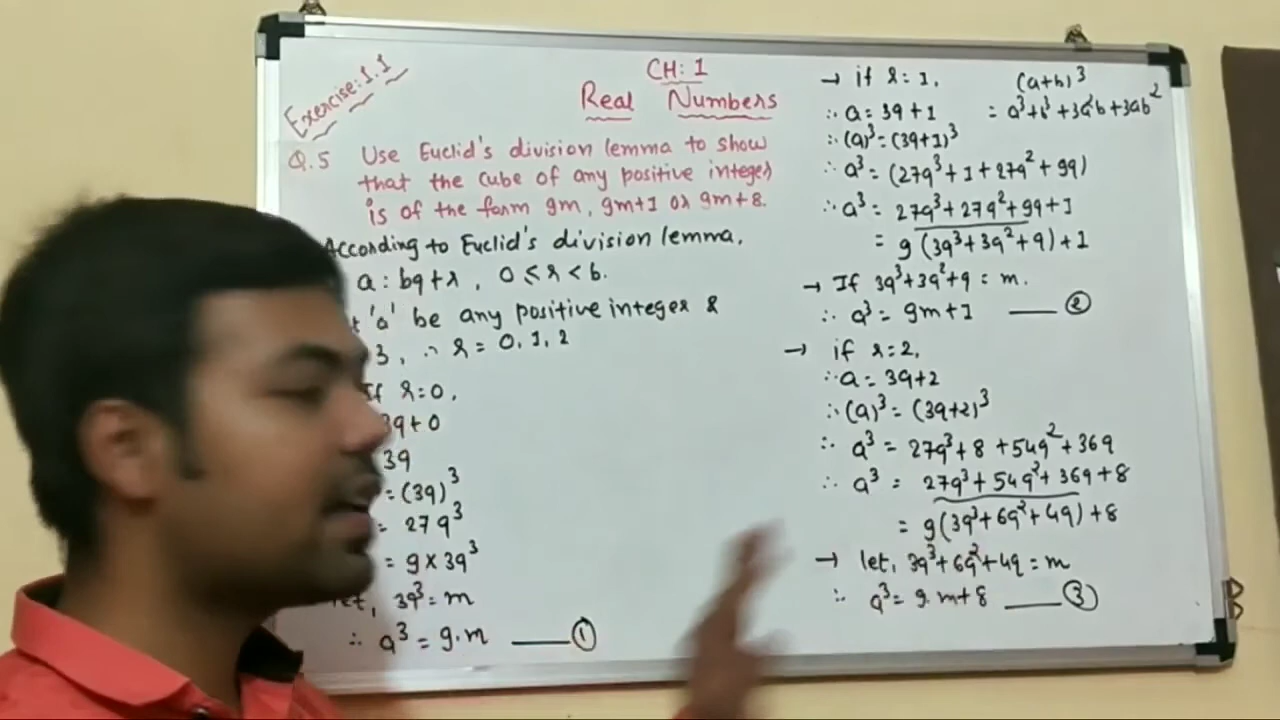 Exercise: 1.1
CH: 1
Real Numbers
Q.5 Use Euclid's division lemma to show
that the cube of any positive integer
is of the form 9m, 9m+1 or 9m+8.
According to Euclid's division lemma,
a = bq+r, 0 ≤ r < b.
'a' be any positive integer &
3, ∴ r = 0, 1, 2
If r=0,
3q+0
3q
= (3q)³
= 27q³
= 9 x 3q³
let, 3q³ = m
∴ a³ = 9.m —— ①
→ if r = 1, (a+b)³
∴ a = 3q+1 = a³+b³+3a²b+3ab²
∴ (a)³ = (3q+1)³
∴ a³ = (27q³+1+27q²+9q)
∴ a³ = 27q³+27q²+9q+1
= 9(3q³+3q²+q)+1
→ If 3q³+3q²+q = m.
∴ a³ = 9m+1 —— ②
→ if r=2,
∴ a = 3q+2
∴ (a)³ = (3q+2)³
∴ a³ = 27q³+8+54q²+36q
∴ a³ = 27q³+54q²+36q+8
= 9(3q³+6q²+4q)+8
→ let, 3q³+6q²+4q = m
∴ a³ = 9.m+8 —— ③